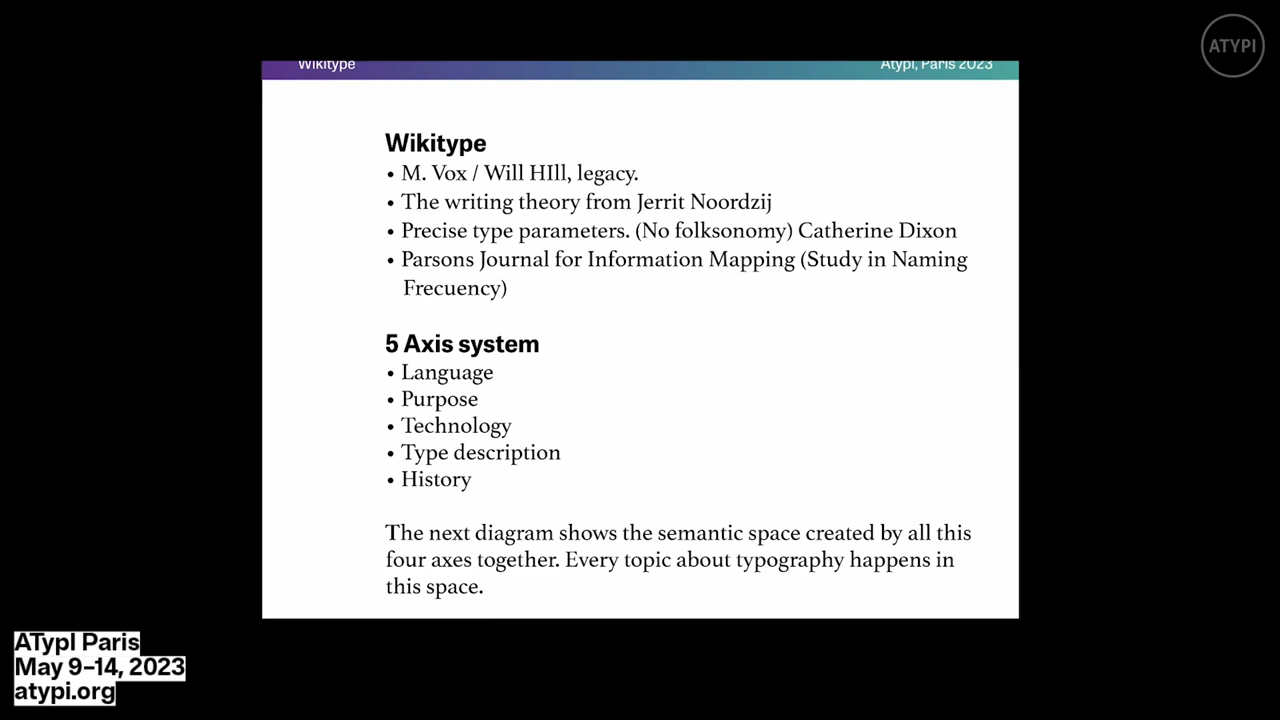 ATYPI
Wikitype
Atypi, Paris 2023
Wikitype
• M. Vox / Will HIll, legacy.
• The writing theory from Jerrit Noordzij
• Precise type parameters. (No folksonomy) Catherine Dixon
• Parsons Journal for Information Mapping (Study in Naming
Frecuency)
5 Axis system
• Language
• Purpose
• Technology
• Type description
• History
The next diagram shows the semantic space created by all this
four axes together. Every topic about typography happens in
this space.
ATypI Paris
May 9–14, 2023
atypi.org